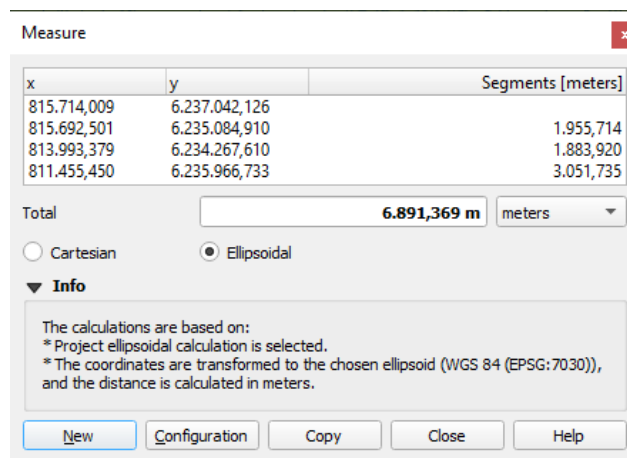 Measure
x
x y Segments [meters]
815.714,009 6.237.042,126
815.692,501 6.235.084,910 1.955,714
813.993,379 6.234.267,610 1.883,920
811.455,450 6.235.966,733 3.051,735
Total 6.891,369 m meters
Cartesian Ellipsoidal
Info
The calculations are based on:
* Project ellipsoidal calculation is selected.
* The coordinates are transformed to the chosen ellipsoid (WGS 84 (EPSG:7030)),
and the distance is calculated in meters.
New Configuration Copy Close Help